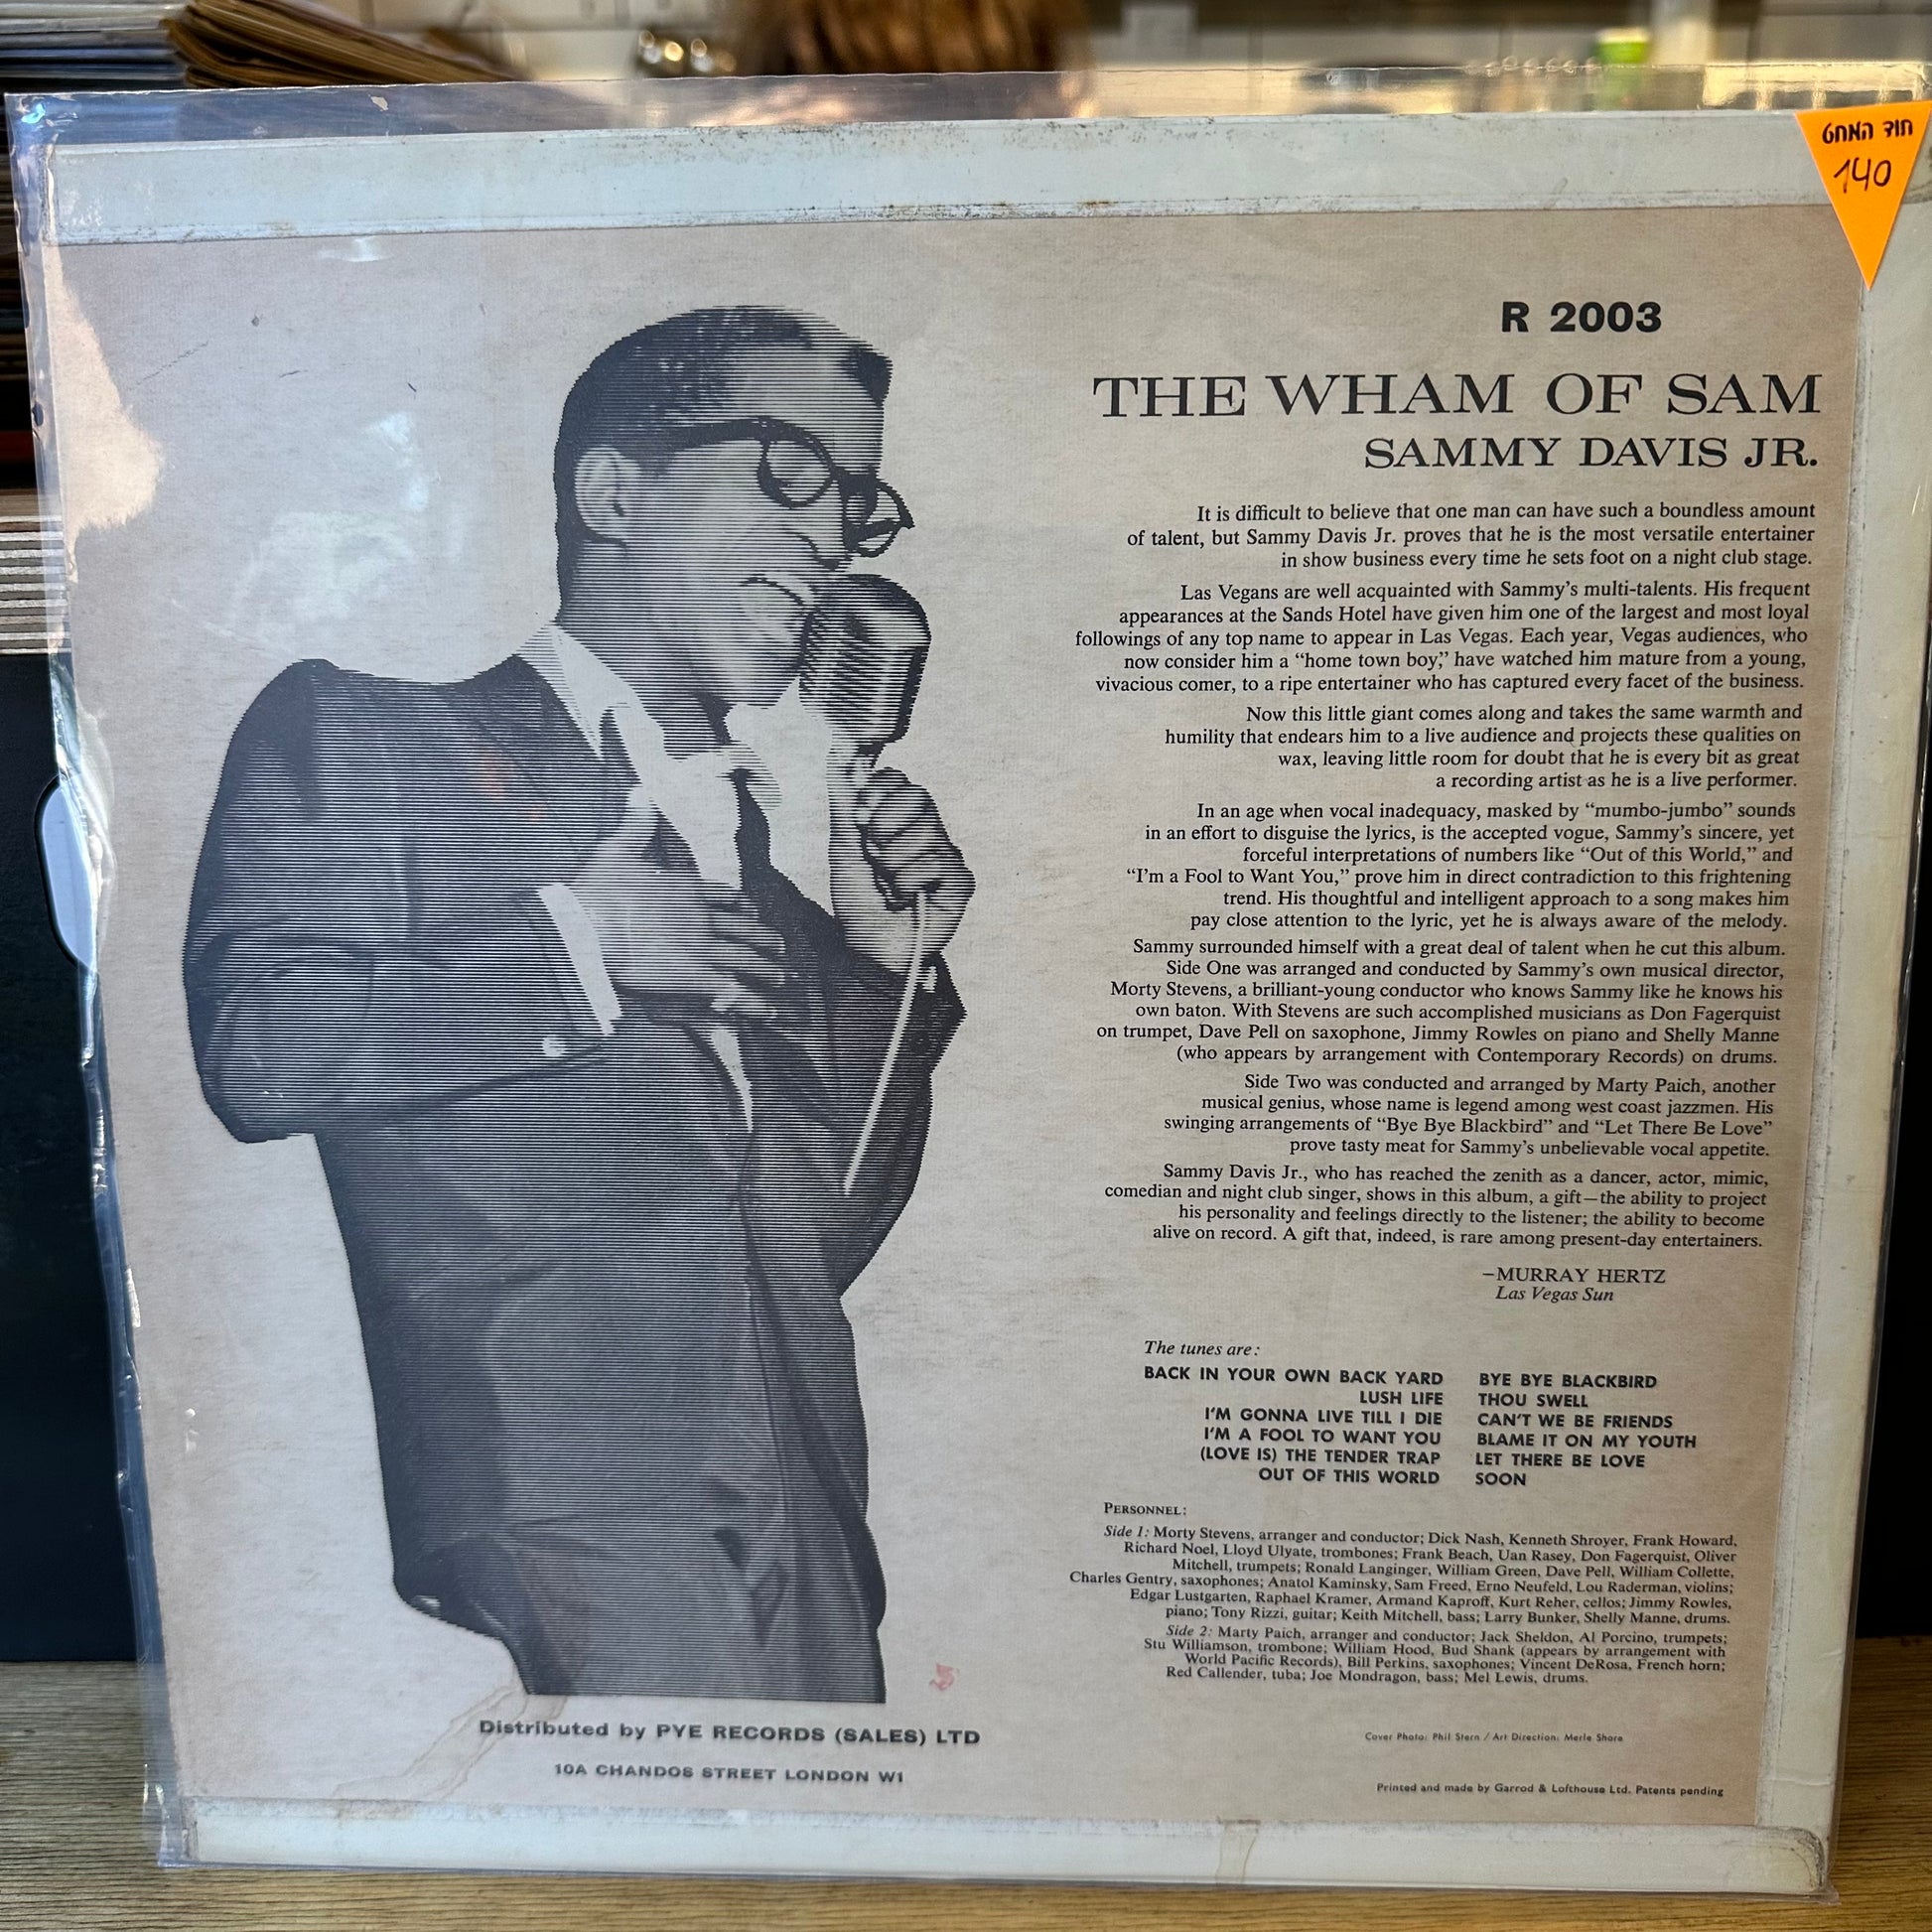 חוד המחט
140
R 2003
THE WHAM OF SAM
SAMMY DAVIS JR.
It is difficult to believe that one man can have such a boundless amount
of talent, but Sammy Davis Jr. proves that he is the most versatile entertainer
in show business every time he sets foot on a night club stage.
Las Vegans are well acquainted with Sammy's multi-talents. His frequent
appearances at the Sands Hotel have given him one of the largest and most loyal
followings of any top name to appear in Las Vegas. Each year, Vegas audiences, who
now consider him a “home town boy,” have watched him mature from a young,
vivacious comer, to a ripe entertainer who has captured every facet of the business.
Now this little giant comes along and takes the same warmth and
humility that endears him to a live audience and projects these qualities on
wax, leaving little room for doubt that he is every bit as great
a recording artist as he is a live performer.
In an age when vocal inadequacy, masked by “mumbo-jumbo” sounds
in an effort to disguise the lyrics, is the accepted vogue, Sammy's sincere, yet
forceful interpretations of numbers like “Out of this World,” and
“I'm a Fool to Want You,” prove him in direct contradiction to this frightening
trend. His thoughtful and intelligent approach to a song makes him
pay close attention to the lyric, yet he is always aware of the melody.
Sammy surrounded himself with a great deal of talent when he cut this album.
Side One was arranged and conducted by Sammy's own musical director,
Morty Stevens, a brilliant-young conductor who knows Sammy like he knows his
own baton. With Stevens are such accomplished musicians as Don Fagerquist
on trumpet, Dave Pell on saxophone, Jimmy Rowles on piano and Shelly Manne
(who appears by arrangement with Contemporary Records) on drums.
Side Two was conducted and arranged by Marty Paich, another
musical genius, whose name is legend among west coast jazzmen. His
swinging arrangements of “Bye Bye Blackbird” and “Let There Be Love”
prove tasty meat for Sammy's unbelievable vocal appetite.
Sammy Davis Jr., who has reached the zenith as a dancer, actor, mimic,
comedian and night club singer, shows in this album, a gift—the ability to project
his personality and feelings directly to the listener; the ability to become
alive on record. A gift that, indeed, is rare among present-day entertainers.
—MURRAY HERTZ
Las Vegas Sun
The tunes are:
BACK IN YOUR OWN BACK YARD
LUSH LIFE
I'M GONNA LIVE TILL I DIE
I'M A FOOL TO WANT YOU
(LOVE IS) THE TENDER TRAP
OUT OF THIS WORLD
BYE BYE BLACKBIRD
THOU SWELL
CAN'T WE BE FRIENDS
BLAME IT ON MY YOUTH
LET THERE BE LOVE
SOON
PERSONNEL:
Side 1: Morty Stevens, arranger and conductor; Dick Nash, Kenneth Shroyer, Frank Howard,
Richard Noel, Lloyd Ulyate, trombones; Frank Beach, Uan Rasey, Don Fagerquist, Oliver
Mitchell, trumpets; Ronald Langinger, William Green, Dave Pell, William Collette,
Charles Gentry, saxophones; Anatol Kaminsky, Sam Freed, Erno Neufeld, Lou Raderman, violins;
Edgar Lustgarten, Raphael Kramer, Armand Kaproff, Kurt Reher, cellos; Jimmy Rowles,
piano; Tony Rizzi, guitar; Keith Mitchell, bass; Larry Bunker, Shelly Manne, drums.
Side 2: Marty Paich, arranger and conductor; Jack Sheldon, Al Porcino, trumpets;
Stu Williamson, trombone; William Hood, Bud Shank (appears by arrangement with
World Pacific Records), Bill Perkins, saxophones; Vincent DeRosa, French horn;
Red Callender, tuba; Joe Mondragon, bass; Mel Lewis, drums.
Distributed by PYE RECORDS (SALES) LTD
10A CHANDOS STREET LONDON W1
Cover Photo: Phil Stern / Art Direction: Merle Shore
Printed and made by Garrod & Lofthouse Ltd. Patents pending